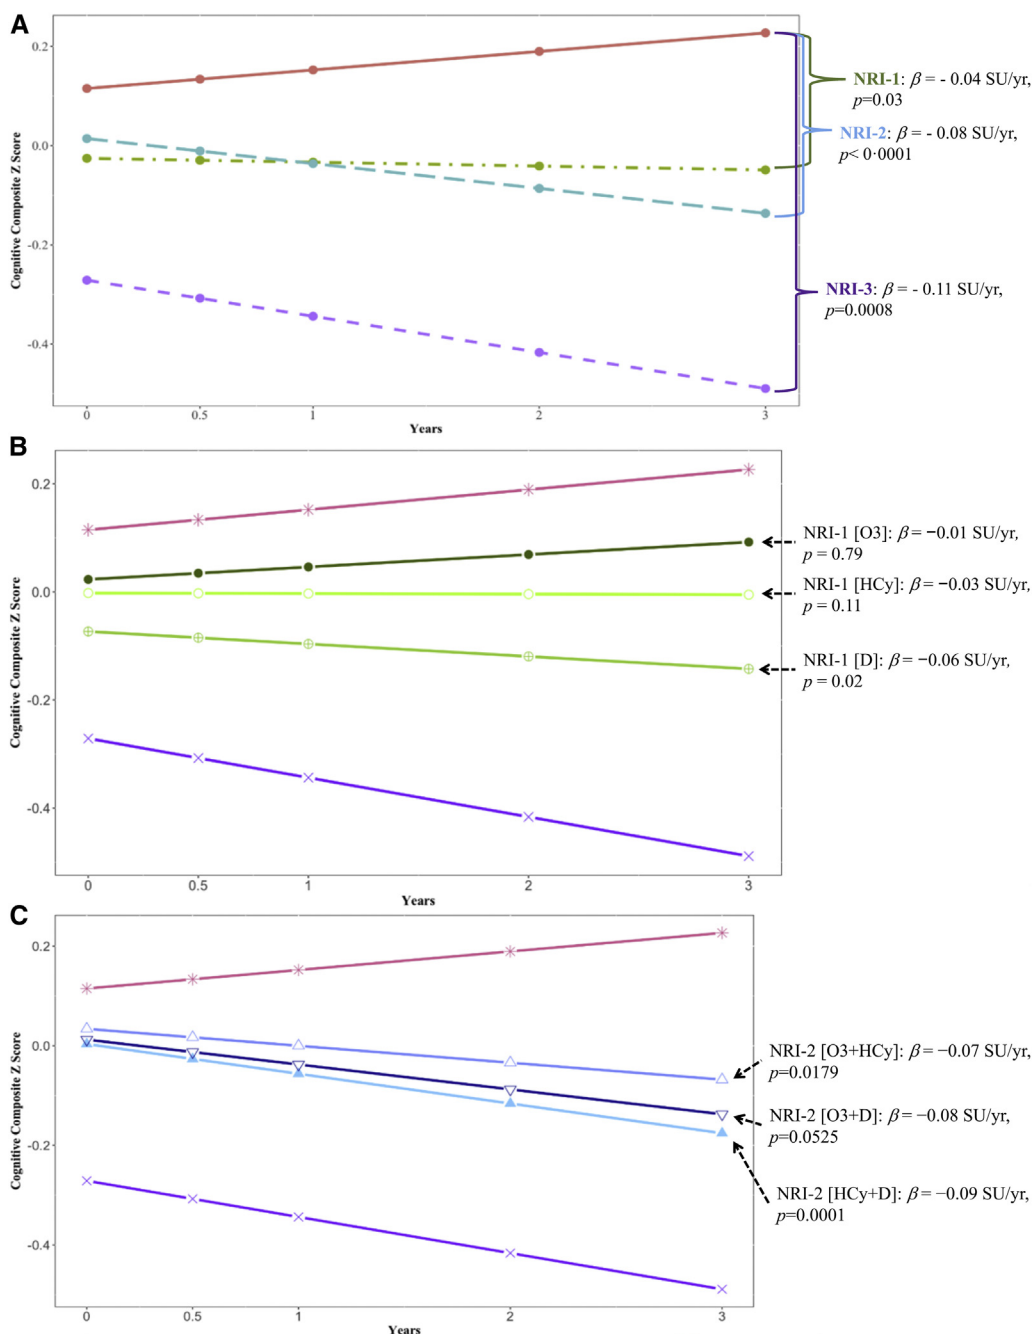 A
0.2
0.0
-0.2
-0.4
Cognitive Composite Z Score
0 0.5 1 2 3
Years
NRI-1: β = - 0.04 SU/yr,
p=0.03
NRI-2: β = - 0.08 SU/yr,
p< 0·0001
NRI-3: β = - 0.11 SU/yr,
p=0.0008
B
0.2
0.0
-0.2
-0.4
Cognitive Composite Z Score
0 0.5 1 2 3
Years
NRI-1 [O3]: β = −0.01 SU/yr,
p = 0.79
NRI-1 [HCy]: β = −0.03 SU/yr,
p = 0.11
NRI-1 [D]: β = −0.06 SU/yr,
p = 0.02
C
0.2
0.0
-0.2
-0.4
Cognitive Composite Z Score
0 0.5 1 2 3
Years
NRI-2 [O3+HCy]: β = −0.07 SU/yr,
p=0.0179
NRI-2 [O3+D]: β = −0.08 SU/yr,
p=0.0525
NRI-2 [HCy+D]: β = −0.09 SU/yr,
p=0.0001